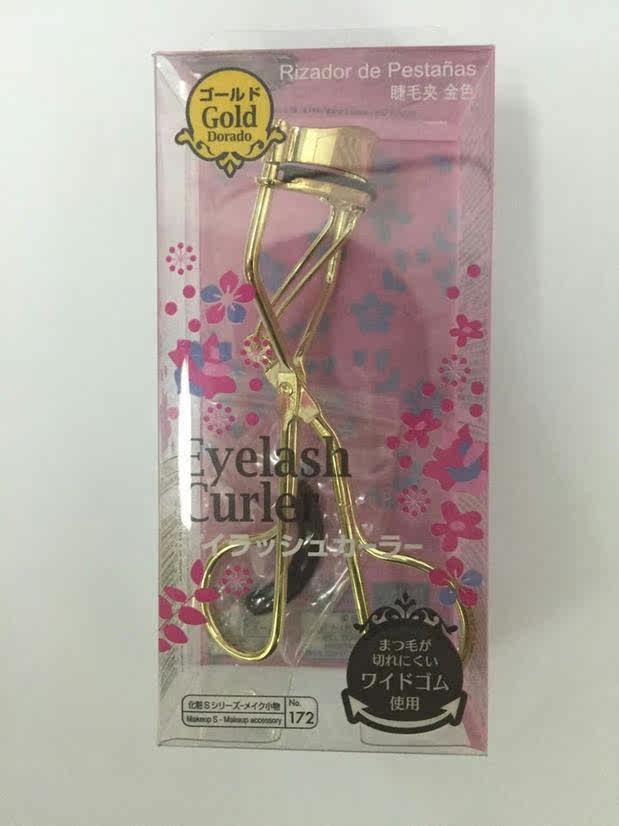 Rizador de Pestañas
睫毛夹 金色
ゴールド
Gold
Dorado
Eyelash
Curler
アイラッシュカーラー
まつ毛が
切れにくい
ワイドゴム
使用
化粧Sシリーズ-メイク小物
Makeup S - Makeup accessory
No.
172